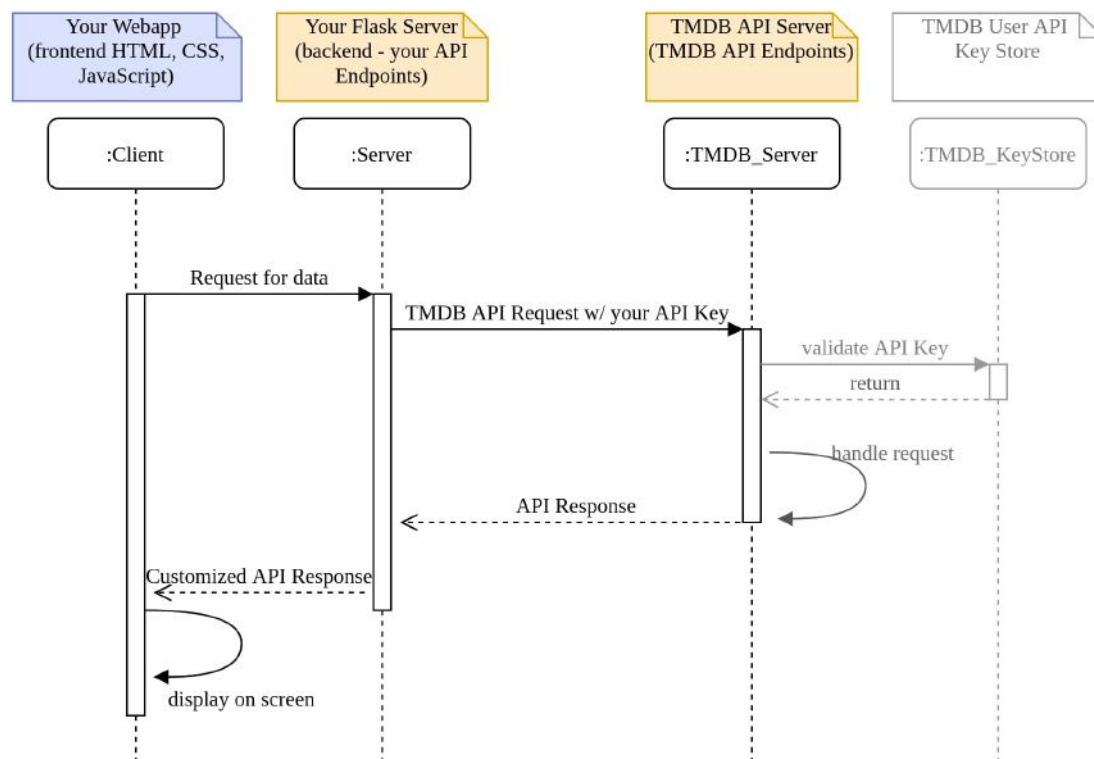 Your Webapp
(frontend HTML, CSS,
JavaScript)
Your Flask Server
(backend - your API
Endpoints)
TMDB API Server
(TMDB API Endpoints)
TMDB User API
Key Store
:Client
:Server
:TMDB_Server
:TMDB_KeyStore
Request for data
TMDB API Request w/ your API Key
validate API Key
return
handle request
API Response
Customized API Response
display on screen